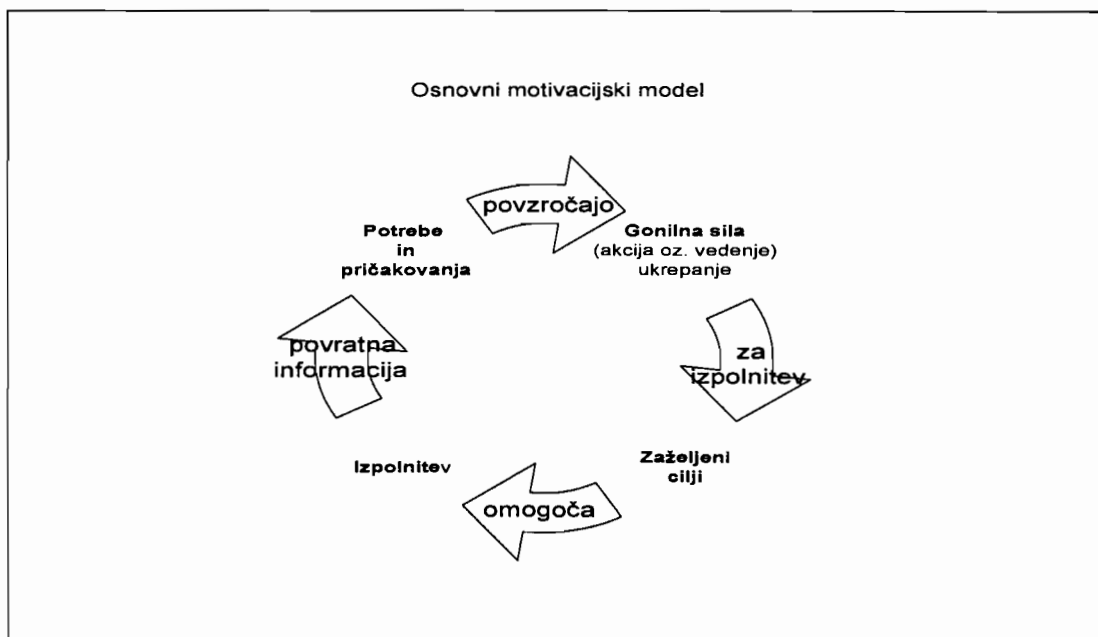 Osnovni motivacijski model
povzročajo
Potrebe
in
pričakovanja
Gonilna sila
(akcija oz. vedenje)
ukrepanje
za
izpolnitev
Zaželjeni
cilji
omogoča
Izpolnitev
povratna
informacija